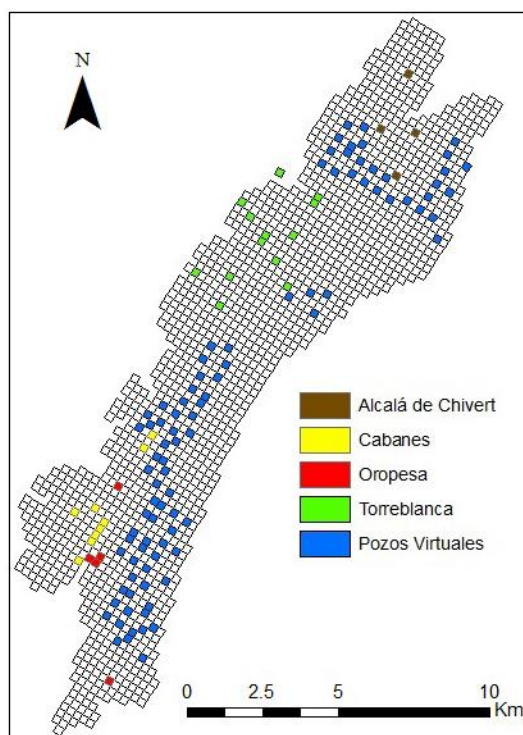 N
Alcalá de Chivert
Cabanes
Oropesa
Torreblanca
Pozos Virtuales
0 2.5 5 10
Km